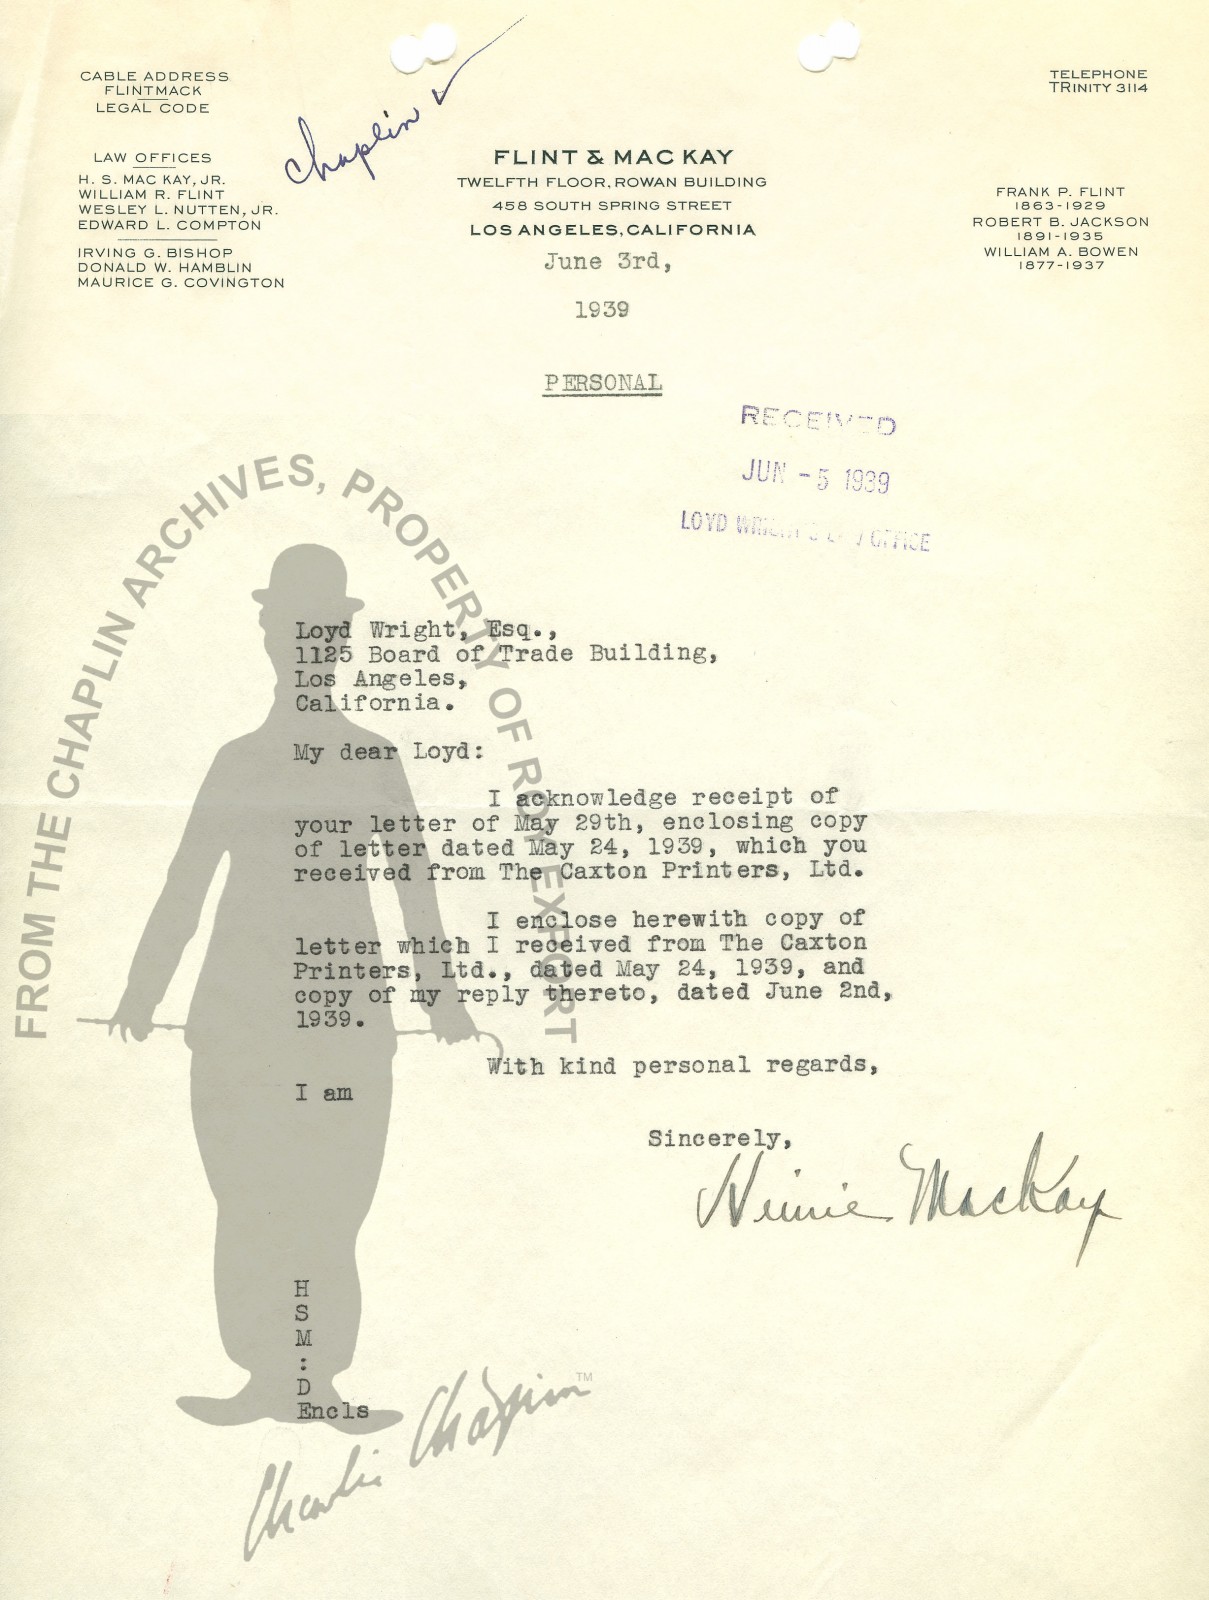 CABLE ADDRESS
FLINTMACK
LEGAL CODE
TELEPHONE
TRINITY 3114
Chaplin
LAW OFFICES
H. S. MAC KAY, JR.
WILLIAM R. FLINT
WESLEY L. NUTTEN, JR.
EDWARD L. COMPTON
IRVING G. BISHOP
DONALD W. HAMBLIN
MAURICE G. COVINGTON
FLINT & MAC KAY
TWELFTH FLOOR, ROWAN BUILDING
458 SOUTH SPRING STREET
LOS ANGELES, CALIFORNIA
FRANK P. FLINT
1863-1929
ROBERT B. JACKSON
1891-1935
WILLIAM A. BOWEN
1877-1937
June 3rd,
1939
PERSONAL
RECEIVED
JUN - 5 1939
LOYD WRIGHT'S LAW OFFICE
FROM THE CHAPLIN ARCHIVES, PROPERTY OF ROY EXPORT
Loyd Wright, Esq.,
1125 Board of Trade Building,
Los Angeles,
California.
My dear Loyd:
I acknowledge receipt of
your letter of May 29th, enclosing copy
of letter dated May 24, 1939, which you
received from The Caxton Printers, Ltd.
I enclose herewith copy of
letter which I received from The Caxton
Printers, Ltd., dated May 24, 1939, and
copy of my reply thereto, dated June 2nd,
1939.
With kind personal regards,
I am
Sincerely,
MacKay
H
S
M
:
D
Encls
Charlie Chaplin™